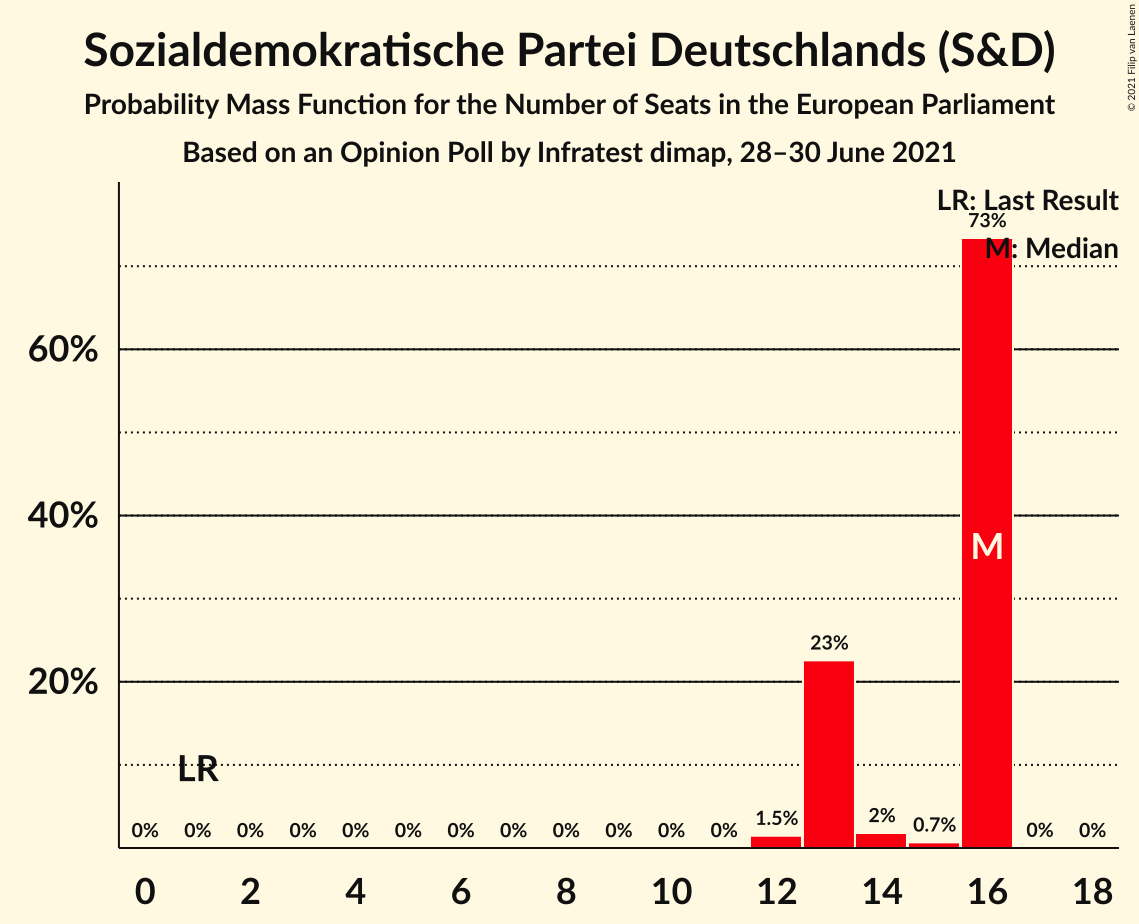 Sozialdemokratische Partei Deutschlands (S&D)
Probability Mass Function for the Number of Seats in the European Parliament
Based on an Opinion Poll by Infratest dimap, 28–30 June 2021
© 2021 Filip van Laenen
LR: Last Result
73%
M: Median
60%
40%
M
23%
20%
LR
0% 0% 0% 0% 0% 0% 0% 0% 0% 0% 0% 0% 1.5% 2% 0.7% 0% 0%
0 2 4 6 8 10 12 14 16 18